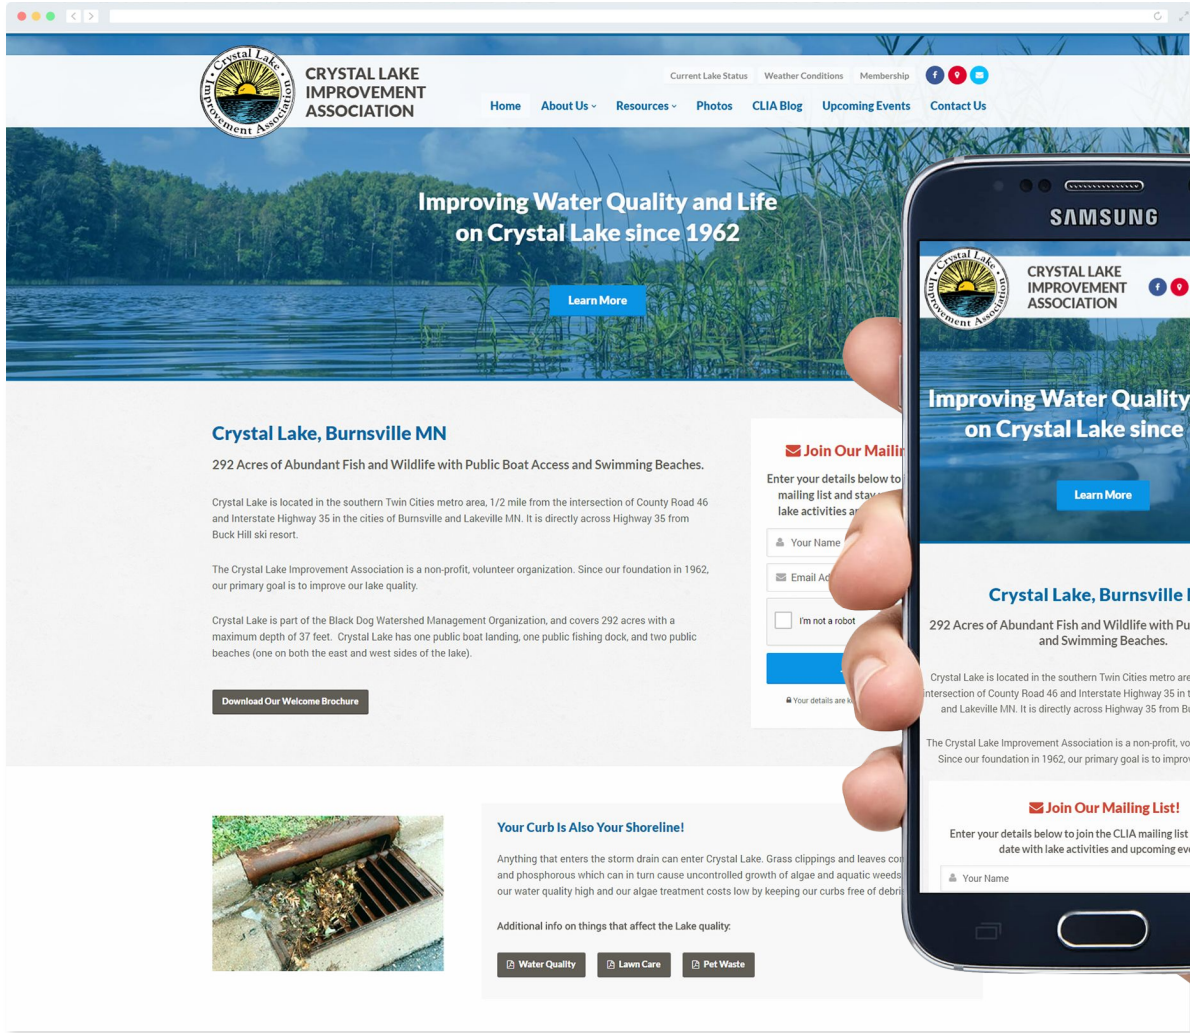 Crystal Lake
Improvement Association
CRYSTAL LAKE
IMPROVEMENT
ASSOCIATION
Current Lake Status Weather Conditions Membership
Home About Us Resources Photos CLIA Blog Upcoming Events Contact Us
Improving Water Quality and Life
on Crystal Lake since 1962
Learn More
Crystal Lake, Burnsville MN
292 Acres of Abundant Fish and Wildlife with Public Boat Access and Swimming Beaches.
Crystal Lake is located in the southern Twin Cities metro area, 1/2 mile from the intersection of County Road 46
and Interstate Highway 35 in the cities of Burnsville and Lakeville MN. It is directly across Highway 35 from
Buck Hill ski resort.
The Crystal Lake Improvement Association is a non-profit, volunteer organization. Since our foundation in 1962,
our primary goal is to improve our lake quality.
Crystal Lake is part of the Black Dog Watershed Management Organization, and covers 292 acres with a
maximum depth of 37 feet. Crystal Lake has one public boat landing, one public fishing dock, and two public
beaches (one on both the east and west sides of the lake).
Download Our Welcome Brochure
Join Our
Enter your details below to
mailing list and stay
lake activities
Your Name
Email
I'm not a robot
Your details are
Your Curb Is Also Your Shoreline!
Anything that enters the storm drain can enter Crystal Lake. Grass clippings and leaves
and phosphorous which can in turn cause uncontrolled growth of algae and aquatic weeds
our water quality high and our algae treatment costs low by keeping our curbs free of
Additional info on things that affect the Lake quality:
Water Quality Lawn Care Pet Waste
SAMSUNG
Crystal Lake
Improvement Association
CRYSTAL LAKE
IMPROVEMENT
ASSOCIATION
Improving Water Quality
on Crystal Lake since
Learn More
Crystal Lake, Burnsville
292 Acres of Abundant Fish and Wildlife with
and Swimming Beaches.
Crystal Lake is located in the southern Twin Cities metro
intersection of County Road 46 and Interstate Highway 35 in
and Lakeville MN. It is directly across Highway 35 from
The Crystal Lake Improvement Association is a non-profit,
Since our foundation in 1962, our primary goal is to
Join Our Mailing List!
Enter your details below to join the CLIA mailing list
date with lake activities and upcoming
Your Name